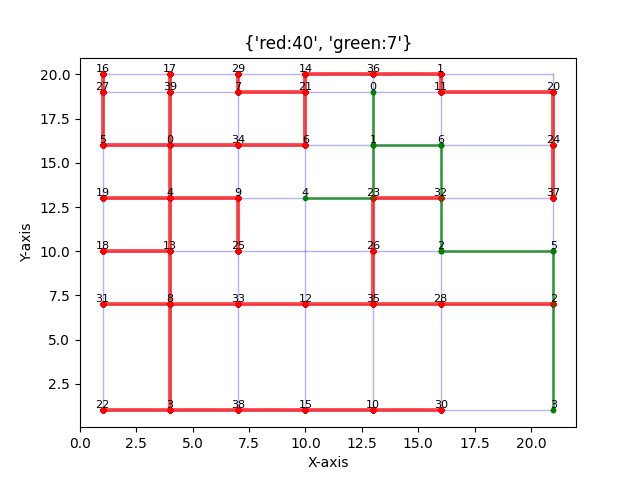 {'red:40', 'green:7'}
20.0
16 17 29 14 36 1
27 39 7 21 0 11 20
17.5
5 0 34 6 1 6 24
15.0
19 4 9 4 23 32 37
12.5
18 13 25 26 2 5
10.0
31 8 33 12 35 28 2
7.5
5.0
2.5
22 3 38 15 10 30 3
0.0 2.5 5.0 7.5 10.0 12.5 15.0 17.5 20.0
X-axis
Y-axis